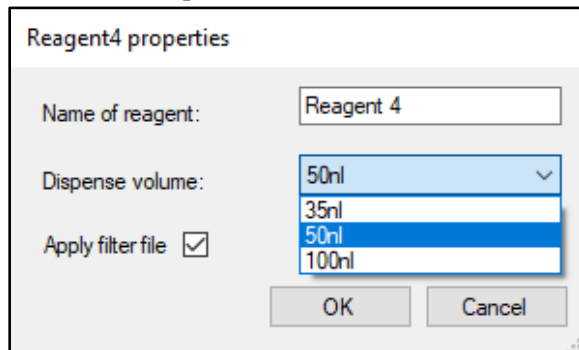 Reagent4 properties
Name of reagent: Reagent 4
Dispense volume: 50nl
35nl
50nl
Apply filter file
100nl
OK Cancel